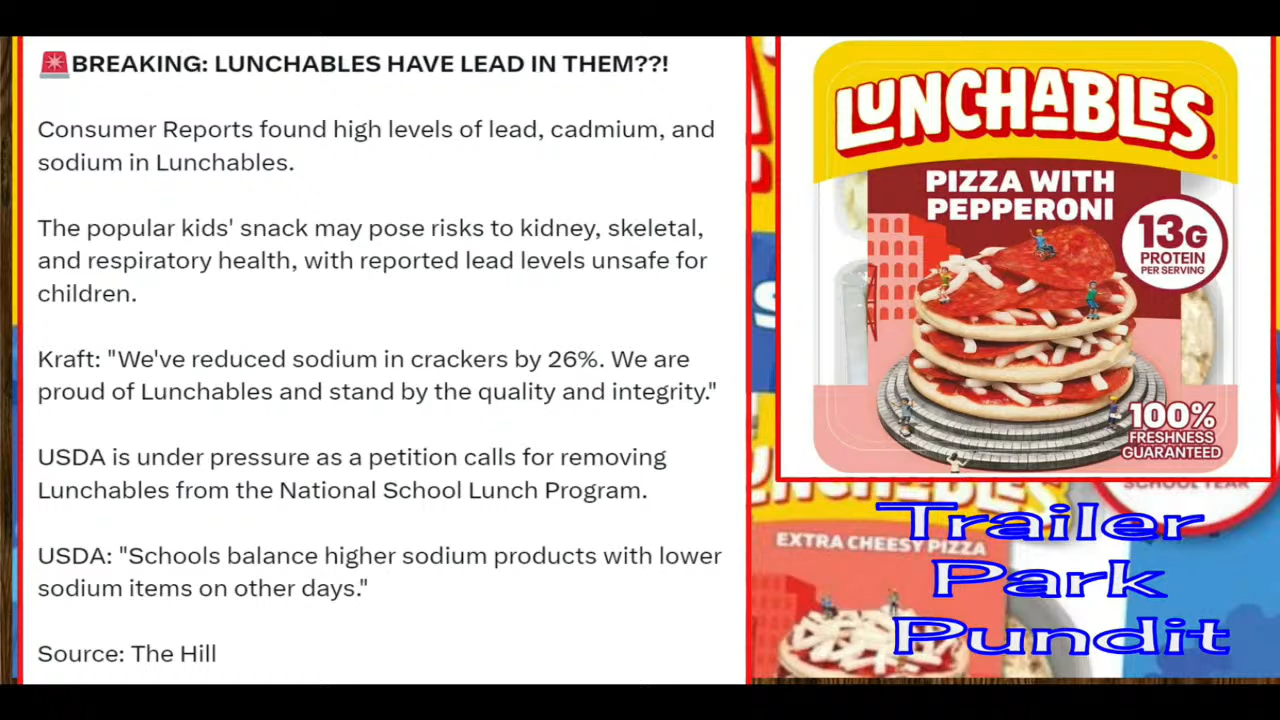 🚨BREAKING: LUNCHABLES HAVE LEAD IN THEM??!
Consumer Reports found high levels of lead, cadmium, and
sodium in Lunchables.
The popular kids' snack may pose risks to kidney, skeletal,
and respiratory health, with reported lead levels unsafe for
children.
Kraft: "We've reduced sodium in crackers by 26%. We are
proud of Lunchables and stand by the quality and integrity."
USDA is under pressure as a petition calls for removing
Lunchables from the National School Lunch Program.
USDA: "Schools balance higher sodium products with lower
sodium items on other days."
Source: The Hill
LUNCHABLES
PIZZA WITH
PEPPERONI
13G
PROTEIN
PER SERVING
100%
FRESHNESS
GUARANTEED
SCHOOL YEAR
EXTRA CHEESY PIZZA
Trailer
Park
Pundit